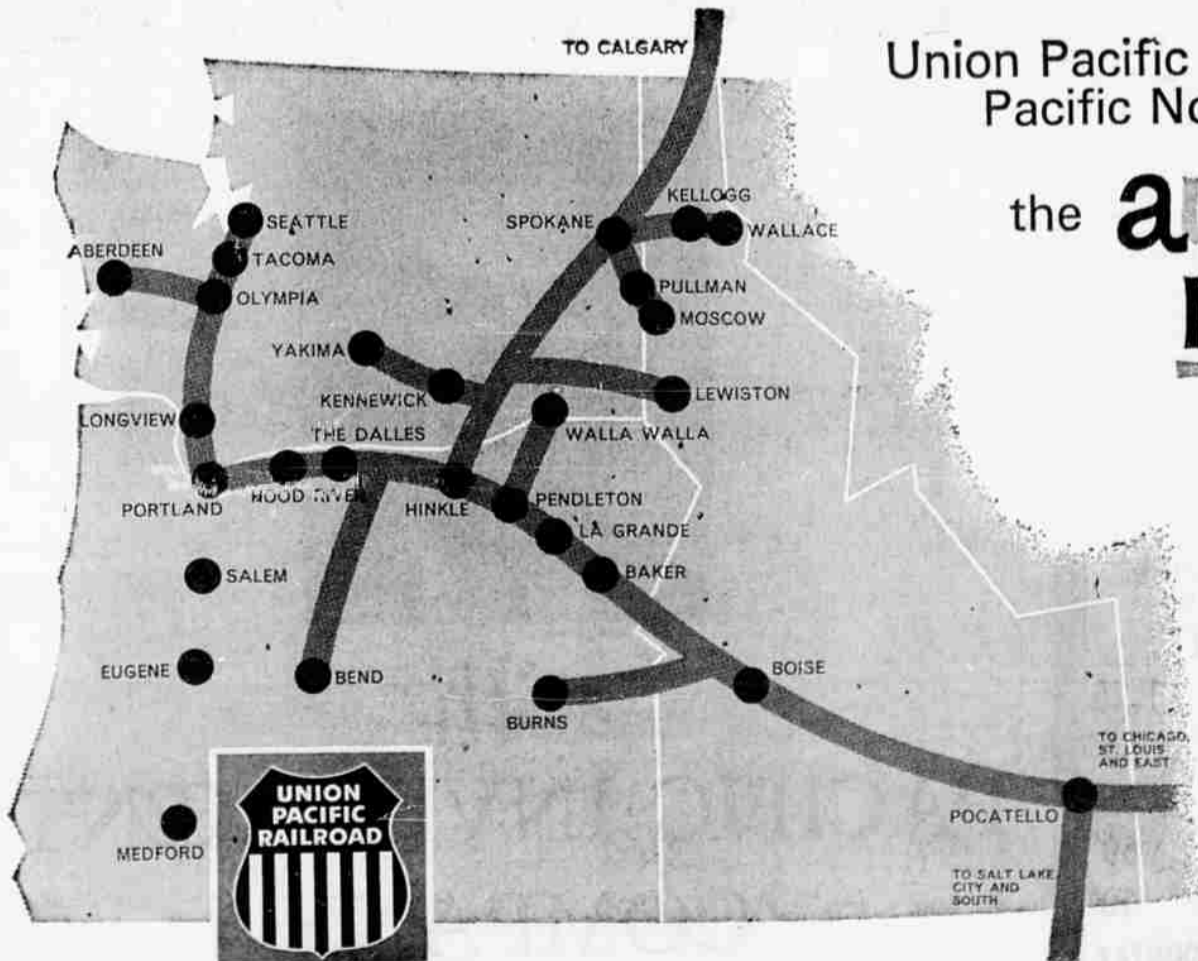 TO CALGARY
Union Pacific
Pacific No
the a
KELLOGG
SEATTLE
SPOKANE
WALLACE
ABERDEEN
TACOMA
OLYMPIA
PULLMAN
MOSCOW
YAKIMA
KENNEWICK
LEWISTON
LONGVIEW
THE DALLES
WALLA WALLA
PORTLAND
HOOD RIVER
HINKLE
PENDLETON
LA GRANDE
SALEM
BAKER
EUGENE
BEND
BOISE
BURNS
TO CHICAGO,
ST. LOUIS
AND EAST
UNION
PACIFIC
RAILROAD
POCATELLO
MEDFORD
TO SALT LAKE
CITY AND
SOUTH